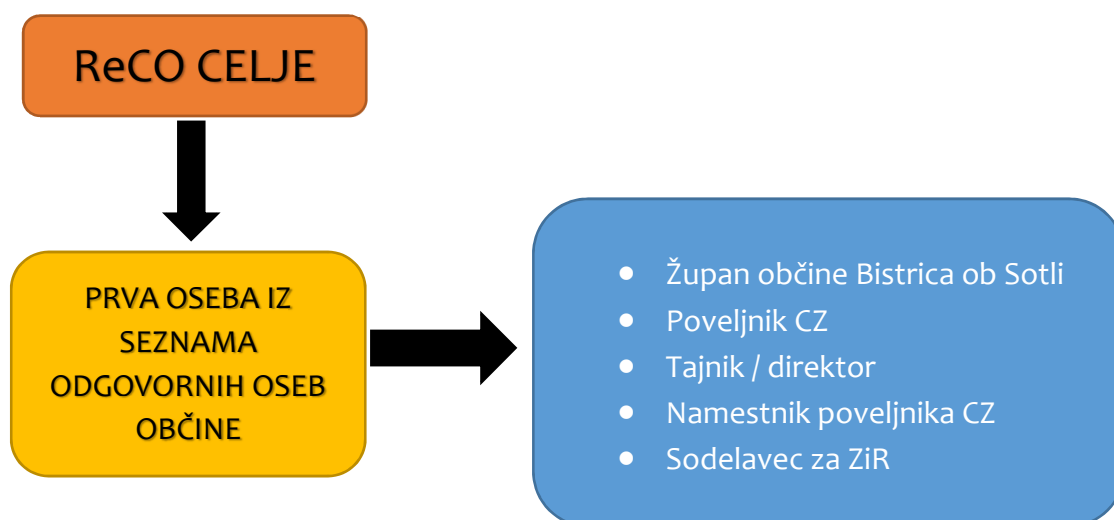 ReCO CELJE
PRVA OSEBA IZ
SEZNAMA
ODGOVORNIH OSEB
OBČINE
• Župan občine Bistrica ob Sotli
• Poveljnik CZ
• Tajnik / direktor
• Namestnik poveljnika CZ
• Sodelavec za ZiR